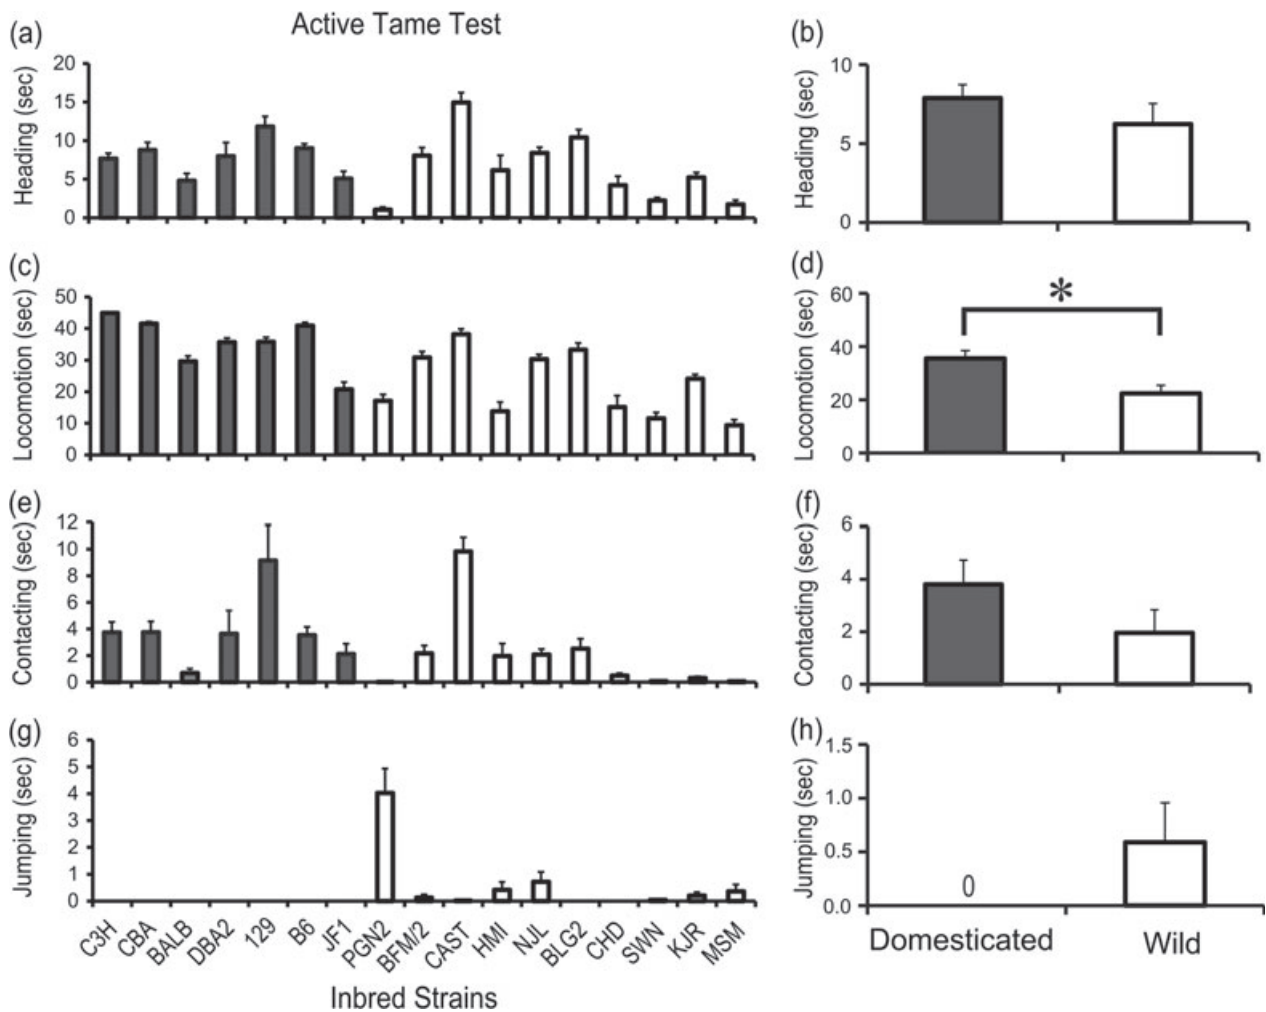 Active Tame Test
(a)
Heading (sec)
20
15
10
5
0
(b)
Heading (sec)
10
5
0
(c)
Locomotion (sec)
50
40
30
20
10
0
(d)
Locomotion (sec)
60
40
20
0
*
(e)
Contacting (sec)
12
10
8
6
4
2
0
(f)
Contacting (sec)
6
4
2
0
(g)
Jumping (sec)
6
5
4
3
2
1
0
C3H
CBA
BALB
DBA2
129
B6
JF1
PGN2
BFM/2
CAST
HMI
NJL
BLG2
CHD
SWN
KJR
MSM
Inbred Strains
(h)
Jumping (sec)
1.5
1.0
0.5
0.0
0
Domesticated
Wild